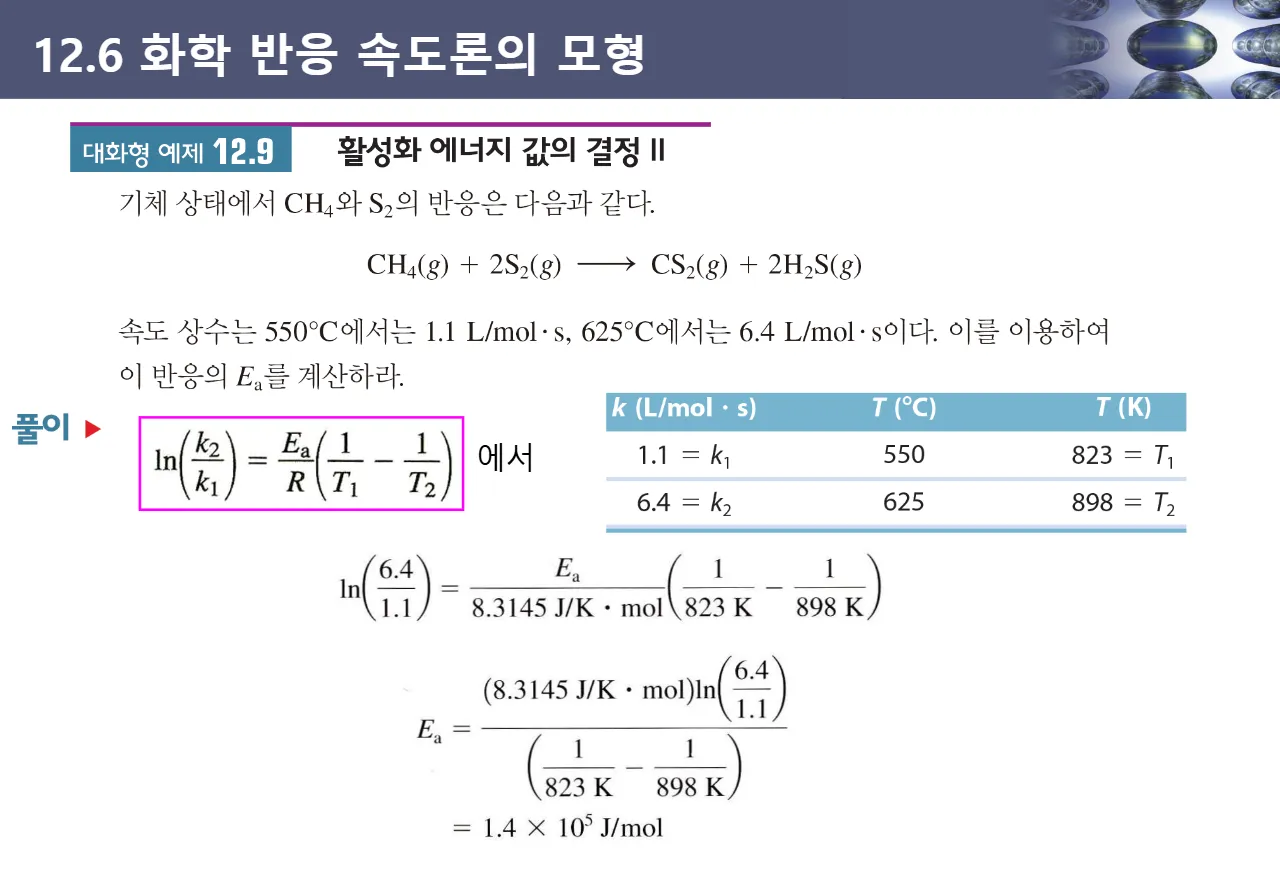 12.6 화학 반응 속도론의 모형
대화형 예제 12.9 활성화 에너지 값의 결정 II
기체 상태에서 CH₄와 S₂의 반응은 다음과 같다.
CH₄(g) + 2S₂(g) ⟶ CS₂(g) + 2H₂S(g)
속도 상수는 550°C에서는 1.1 L/mol·s, 625°C에서는 6.4 L/mol·s이다. 이를 이용하여
이 반응의 Eₐ를 계산하라.
풀이 ▶
ln(k₂/k₁) = Eₐ/R (1/T₁ − 1/T₂) 에서
k (L/mol · s) T (°C) T (K)
1.1 = k₁ 550 823 = T₁
6.4 = k₂ 625 898 = T₂
ln(6.4/1.1) = Eₐ/8.3145 J/K · mol (1/823 K − 1/898 K)
Eₐ = (8.3145 J/K · mol)ln(6.4/1.1) / (1/823 K − 1/898 K)
= 1.4 × 10⁵ J/mol